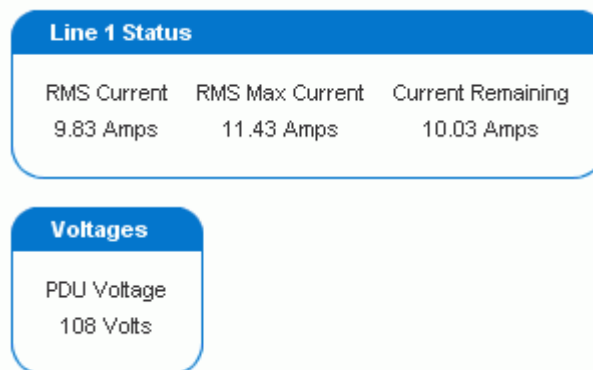 Line 1 Status
RMS Current RMS Max Current Current Remaining
9.83 Amps 11.43 Amps 10.03 Amps
Voltages
PDU Voltage
108 Volts